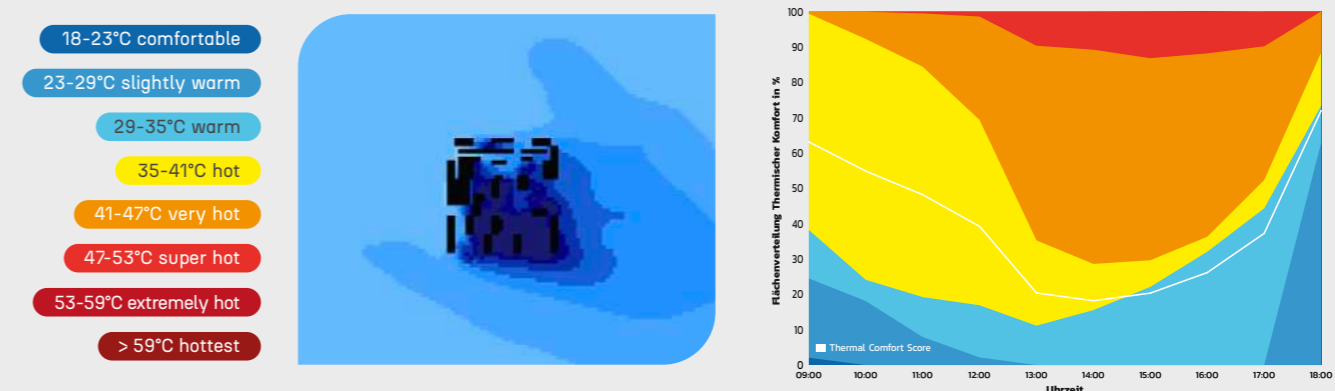 18-23°C comfortable
23-29°C slightly warm
29-35°C warm
35-41°C hot
41-47°C very hot
47-53°C super hot
53-59°C extremely hot
> 59°C hottest
Flächenverteilung Thermischer Komfort in %
100
90
80
70
60
50
40
30
20
10
0
Thermal Comfort Score
09:00 10:00 11:00 12:00 13:00 14:00 15:00 16:00 17:00 18:00
Uhrzeit